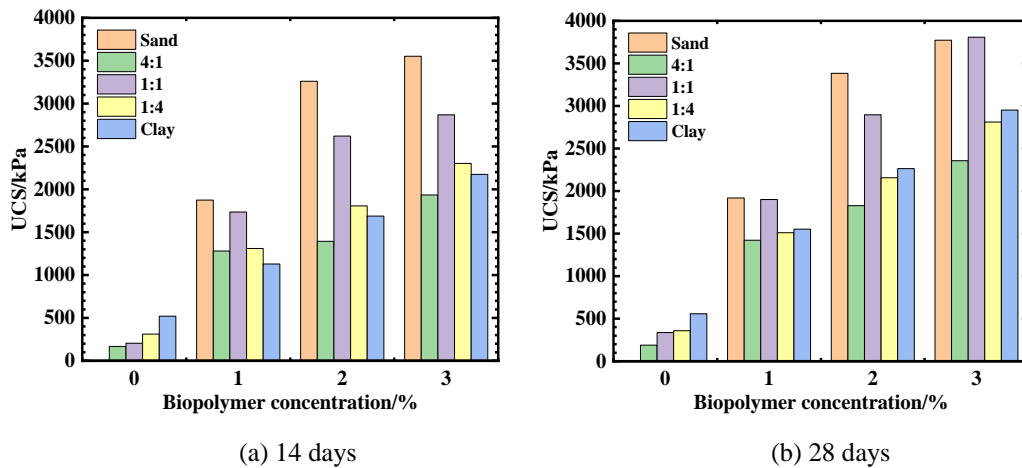 4000
3500
3000
2500
2000
1500
1000
500
0
UCS/kPa
Sand
4:1
1:1
1:4
Clay
0 1 2 3
Biopolymer concentration/%
(a) 14 days
4000
3500
3000
2500
2000
1500
1000
500
0
UCS/kPa
Sand
4:1
1:1
1:4
Clay
0 1 2 3
Biopolymer concentration/%
(b) 28 days